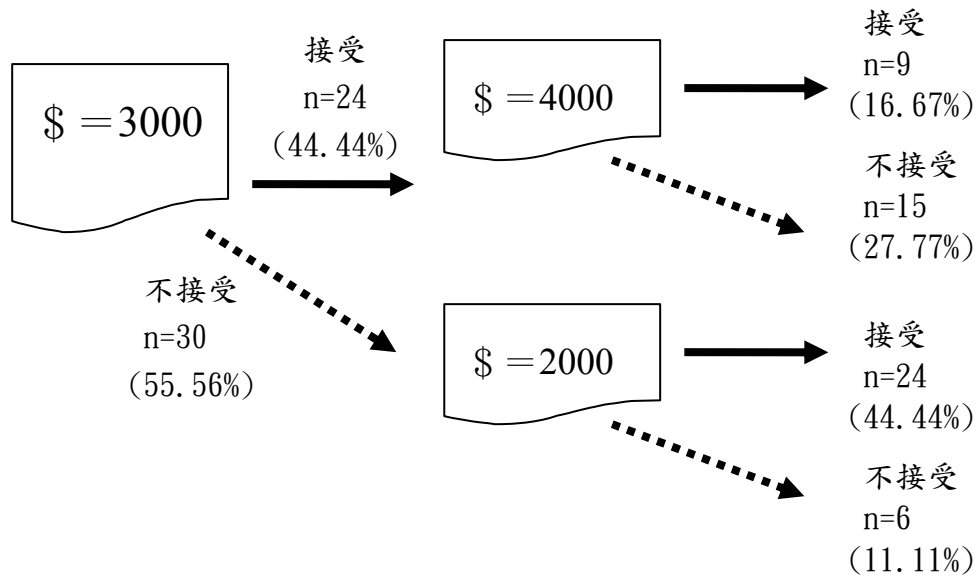 $ =3000
接受
n=24
(44.44%)
不接受
n=30
(55.56%)
$ =4000
接受
n=9
(16.67%)
不接受
n=15
(27.77%)
$ =2000
接受
n=24
(44.44%)
不接受
n=6
(11.11%)